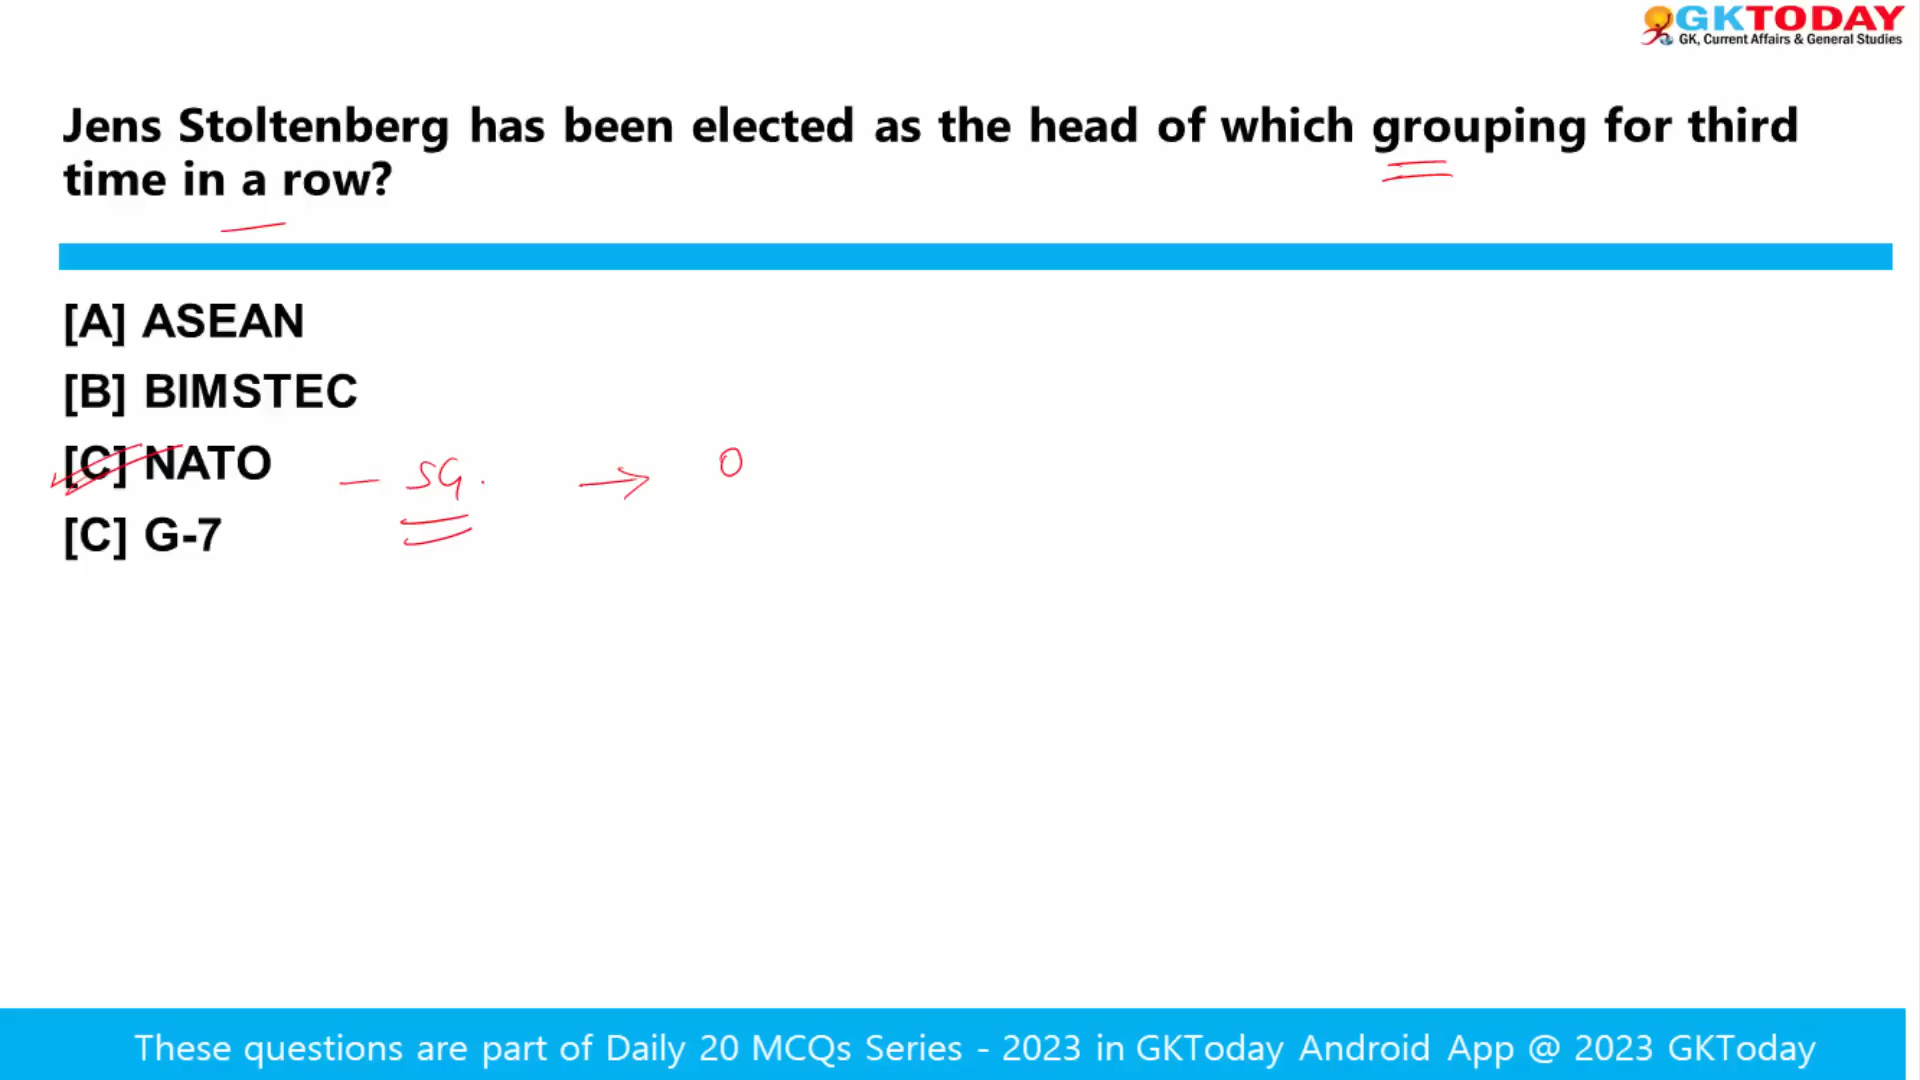 GKTODAY
GK, Current Affairs & General Studies
Jens Stoltenberg has been elected as the head of which grouping for third
time in a row?
[A] ASEAN
[B] BIMSTEC
[C] NATO - SG. → 0
[C] G-7
These questions are part of Daily 20 MCQs Series - 2023 in GKToday Android App @ 2023 GKToday